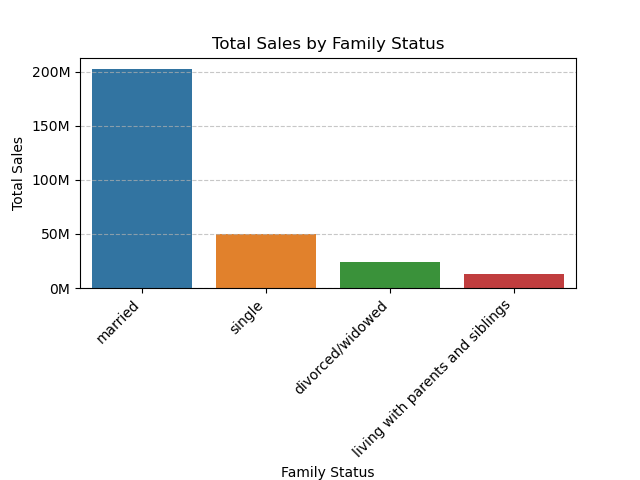 Total Sales by Family Status
Total Sales
200M
150M
100M
50M
0M
married
single
divorced/widowed
living with parents and siblings
Family Status